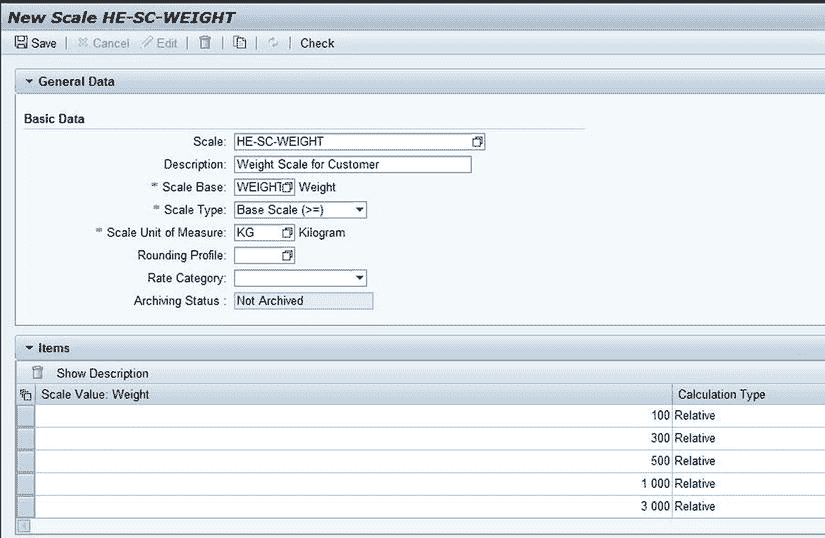 New Scale HE-SC-WEIGHT
Save | Cancel Edit | | | | Check
General Data
Basic Data
Scale: HE-SC-WEIGHT
Description: Weight Scale for Customer
* Scale Base: WEIGHT Weight
* Scale Type: Base Scale (>=)
* Scale Unit of Measure: KG Kilogram
Rounding Profile:
Rate Category:
Archiving Status : Not Archived
Items
Show Description
Scale Value: Weight Calculation Type
100 Relative
300 Relative
500 Relative
1 000 Relative
3 000 Relative